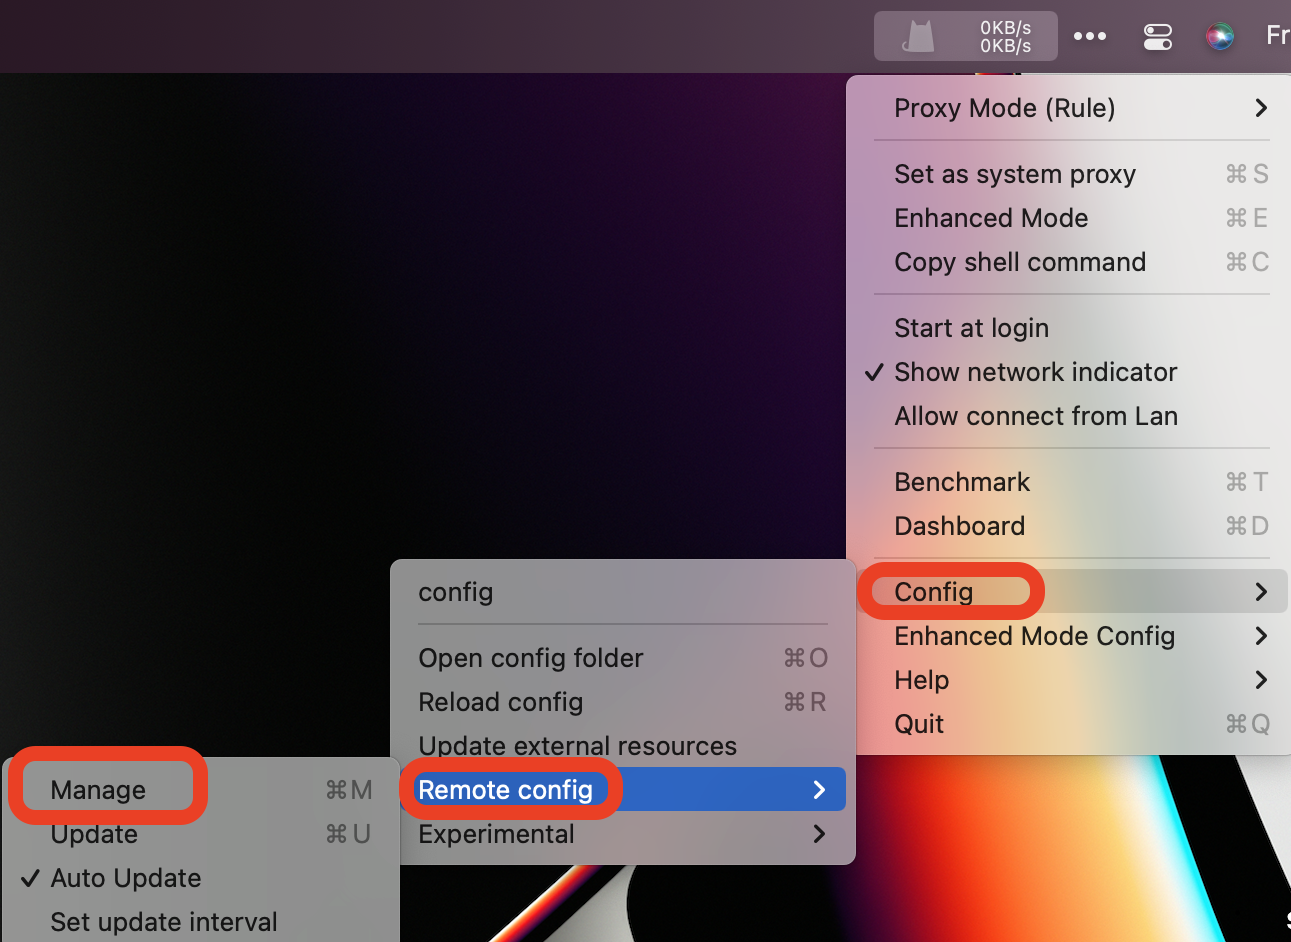 0KB/s
0KB/s
Fr
Proxy Mode (Rule)
Set as system proxy ⌘ S
Enhanced Mode ⌘ E
Copy shell command ⌘ C
Start at login
✓ Show network indicator
Allow connect from Lan
Benchmark ⌘ T
Dashboard ⌘ D
Config
Enhanced Mode Config
Help
Quit ⌘ Q
config
Open config folder ⌘ O
Reload config ⌘ R
Update external resources
Remote config
Experimental
Manage ⌘ M
Update ⌘ U
✓ Auto Update
Set update interval